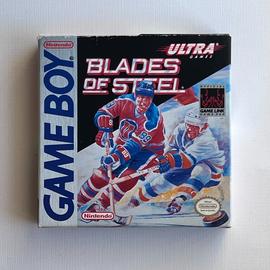 Nintendo
GAME BOY
ULTRA
GAMES
BLADES
OF STEEL
GAME LINK
Nintendo